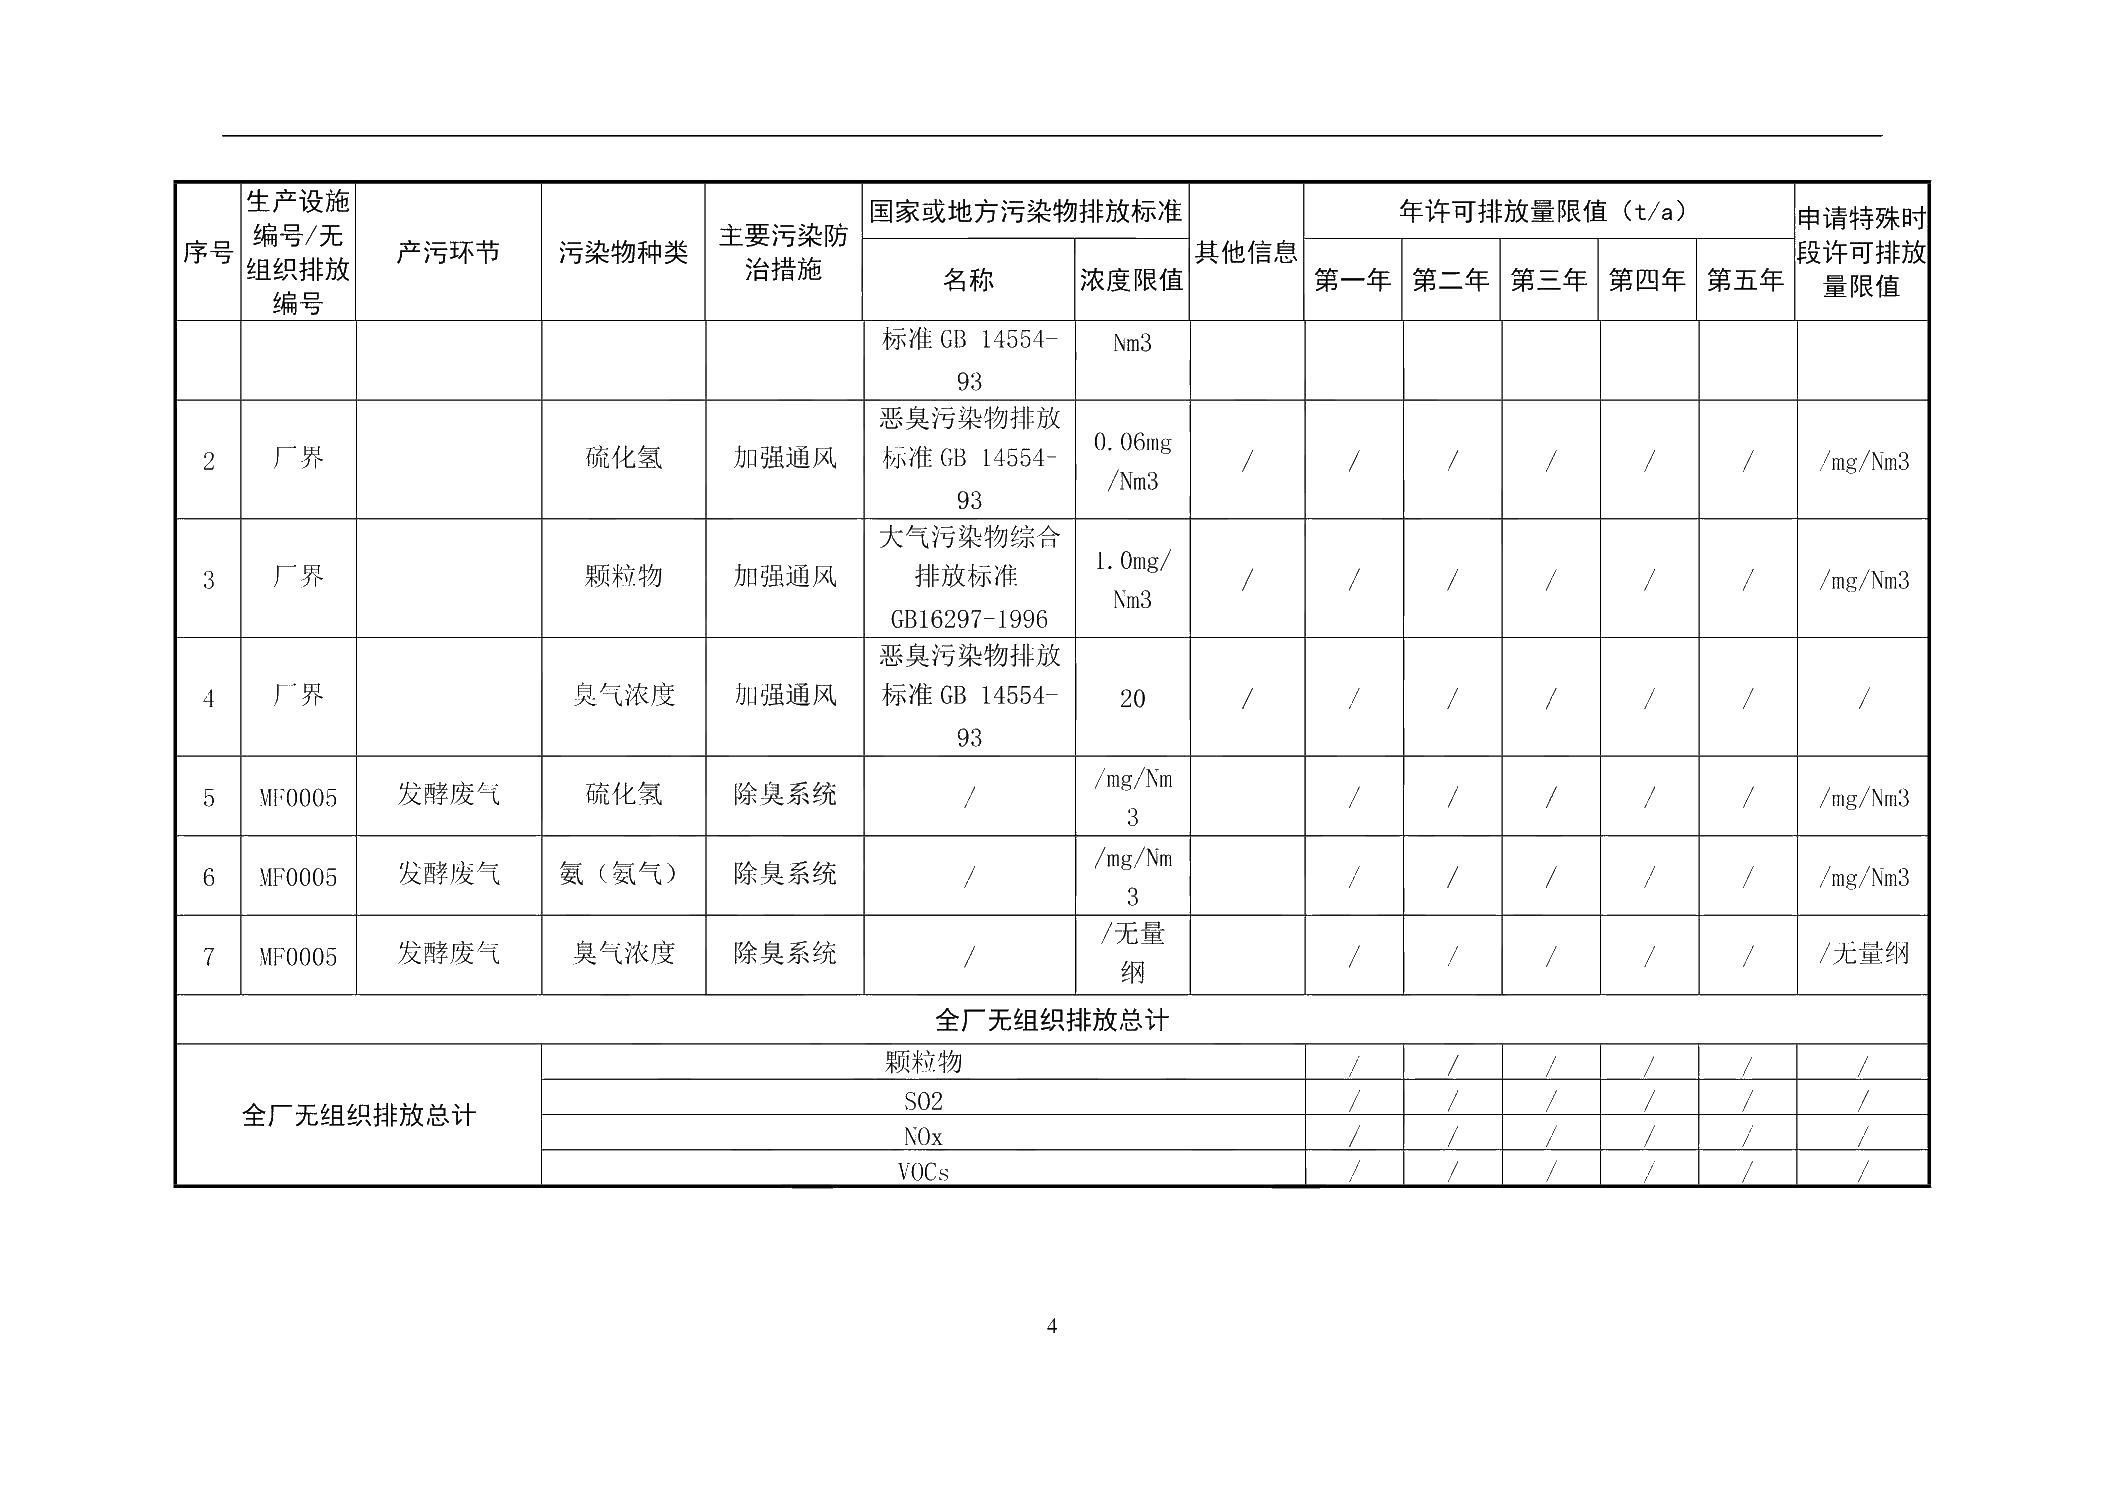 序号
生产设施
编号/无
组织排放
编号
产污环节
污染物种类
主要污染防
治措施
国家或地方污染物排放标准
名称
浓度限值
其他信息
年许可排放量限值（t/a）
第一年 第二年 第三年 第四年 第五年
申请特殊时
段许可排放
量限值
标准 GB 14554-
93
Nm3
2 厂界 硫化氢 加强通风
恶臭污染物排放
标准 GB 14554-
93
0.06mg
/Nm3
/ / / / / / /mg/Nm3
3 厂界 颗粒物 加强通风
大气污染物综合
排放标准
GB16297-1996
1.0mg/
Nm3
/ / / / / / /mg/Nm3
4 厂界 臭气浓度 加强通风
恶臭污染物排放
标准 GB 14554-
93
20
/ / / / / / /
5 MF0005 发酵废气 硫化氢 除臭系统 /
/mg/Nm
3
/ / / / / /mg/Nm3
6 MF0005 发酵废气 氨（氨气） 除臭系统 /
/mg/Nm
3
/ / / / / /mg/Nm3
7 MF0005 发酵废气 臭气浓度 除臭系统 /
/无量
纲
/ / / / / /无量纲
全厂无组织排放总计
全厂无组织排放总计
颗粒物 / / / / / /
SO2 / / / / / /
NOx / / / / / /
VOCs / / / / / /
4